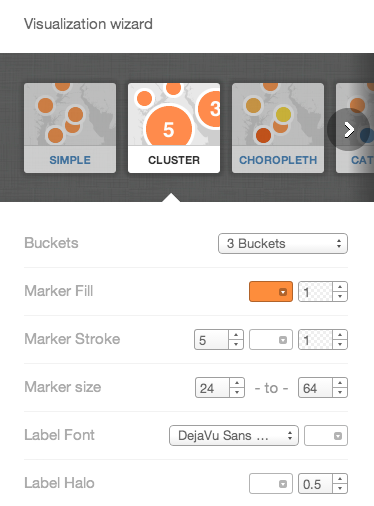 Visualization wizard
5
3
SIMPLE
CLUSTER
CHOROPLETH
CAT
Buckets
3 Buckets
Marker Fill
1
Marker Stroke
5
1
Marker size
24
- to -
64
Label Font
DejaVu Sans ...
Label Halo
0.5